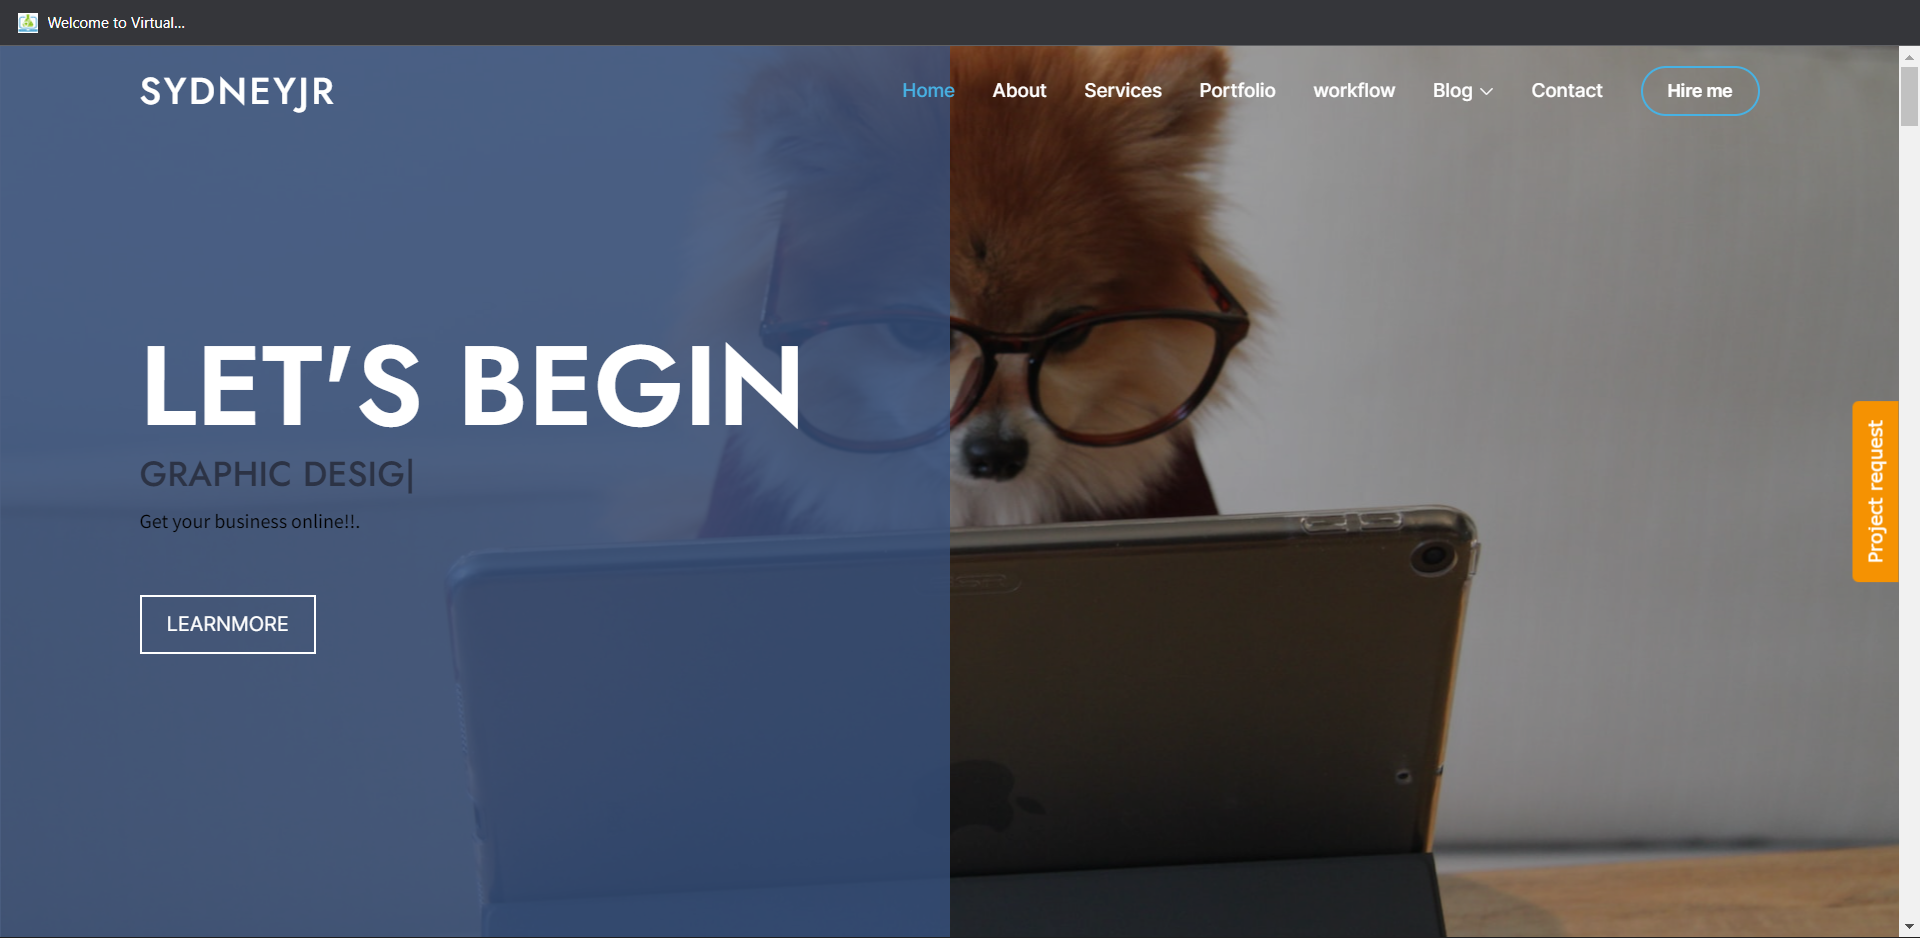 Welcome to Virtual...
SYDNEYJR
Home About Services Portfolio workflow Blog Contact Hire me
LET'S BEGIN
GRAPHIC DESIG|
Get your business online!!.
LEARNMORE
Project request